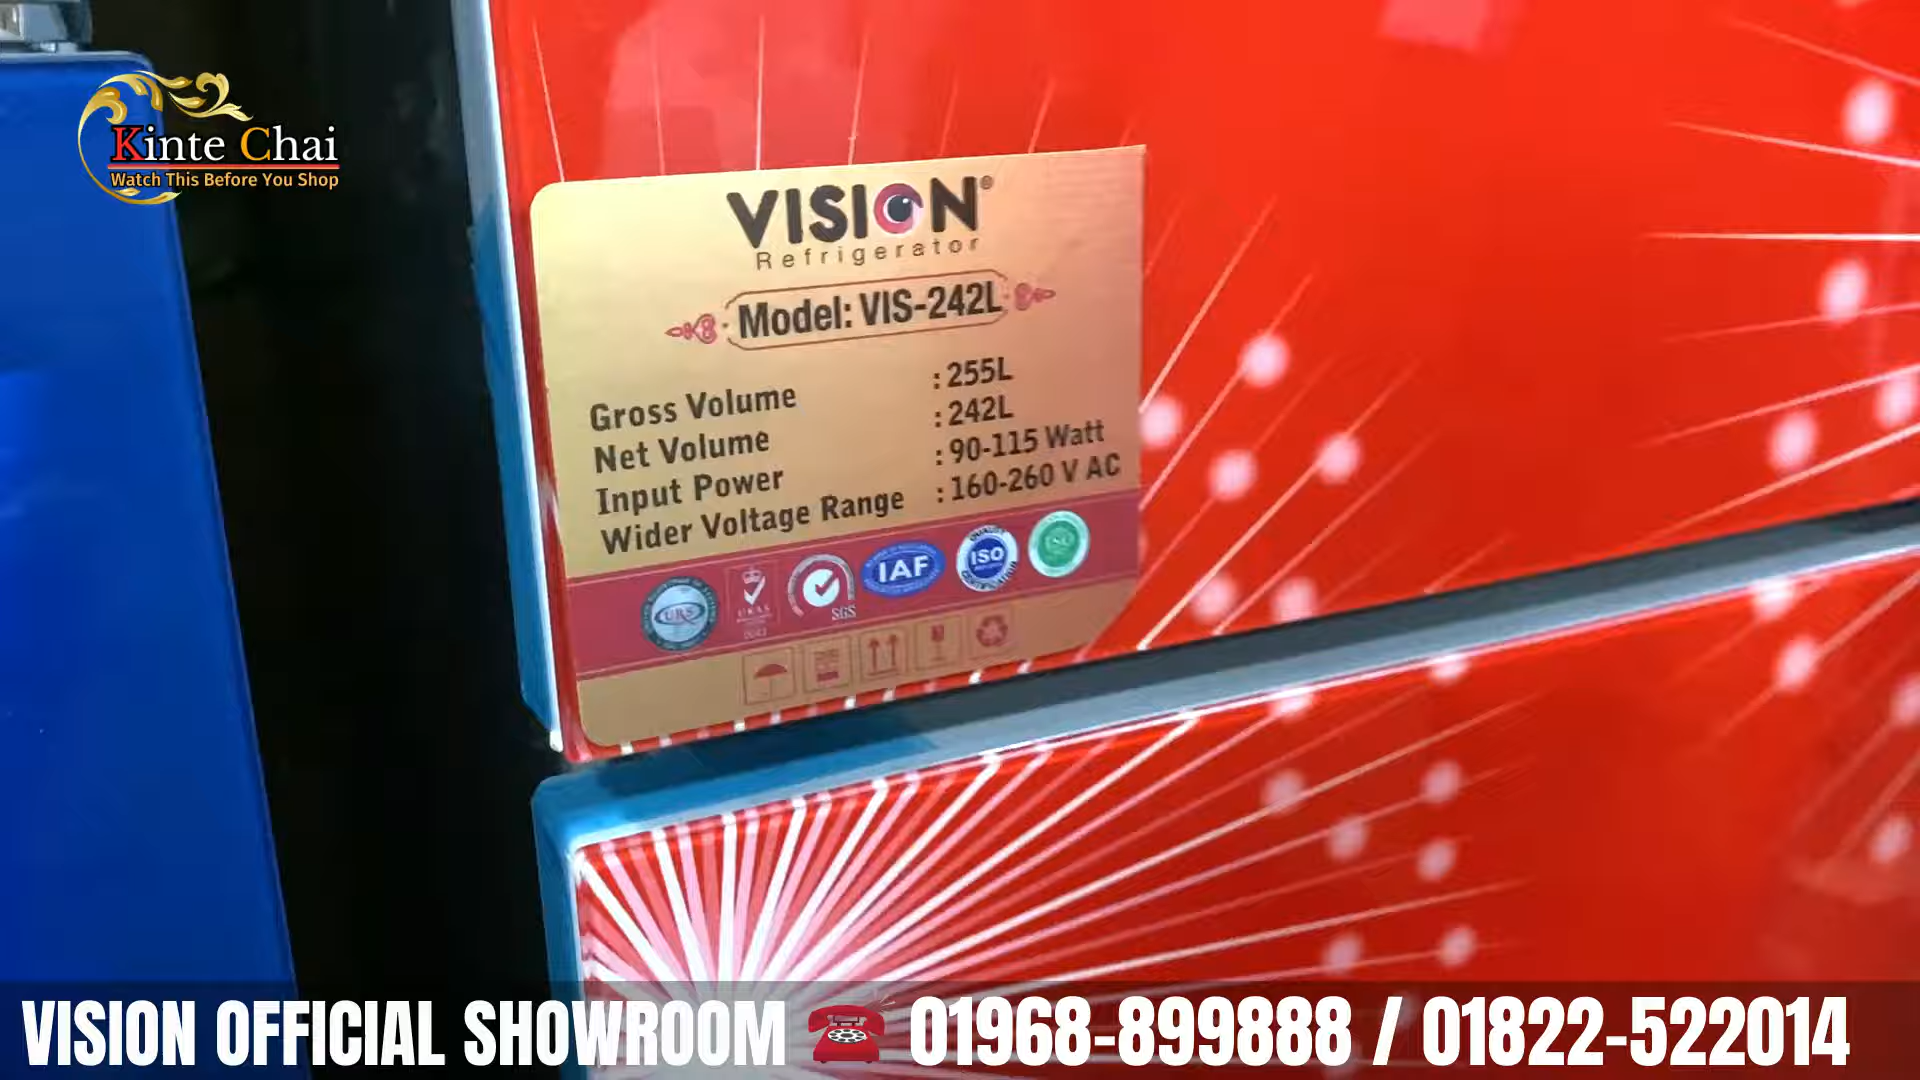 Kinte Chai
Watch This Before You Shop
VISION®
Refrigerator
Model: VIS-242L
Gross Volume : 255L
Net Volume : 242L
Input Power : 90-115 Watt
Wider Voltage Range : 160-260 V AC
URS
UKAS
SGS
IAF
ISO
VISION OFFICIAL SHOWROOM 01968-899888 / 01822-522014